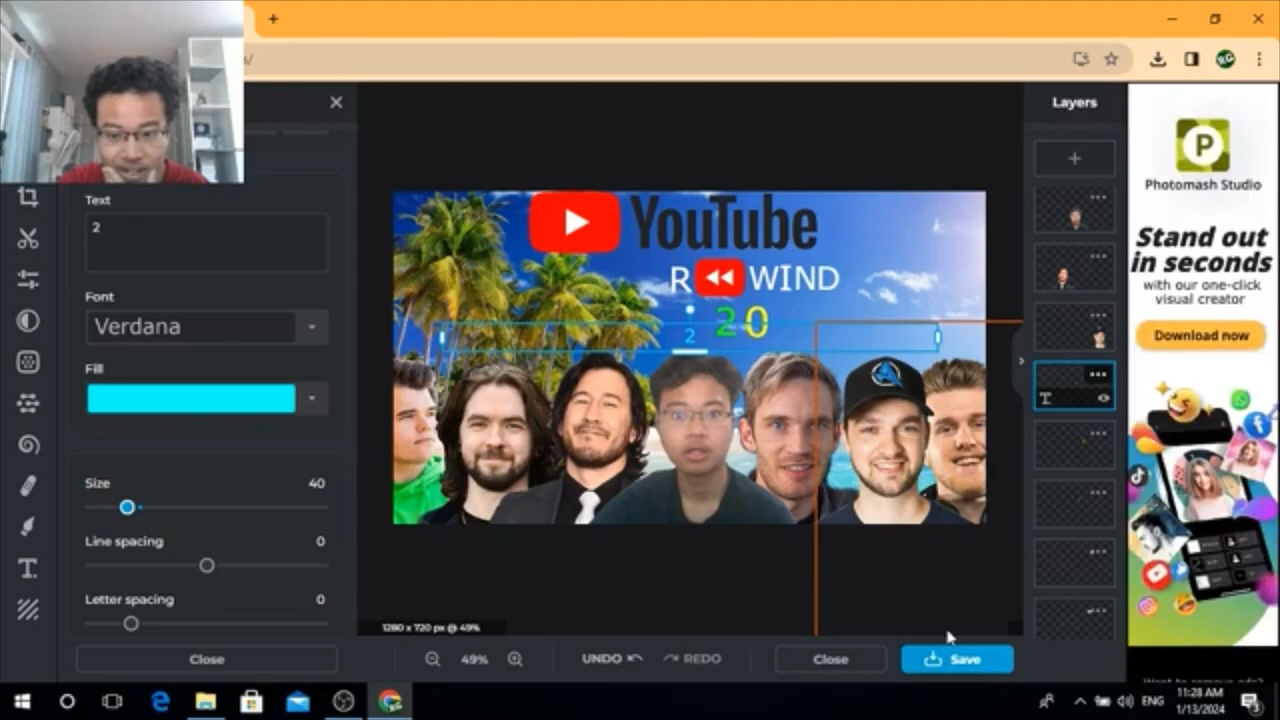 Layers
P
Photomash Studio
Stand out
in seconds
with our one-click
visual creator
Download now
Text
2
Font
Verdana
Fill
Size
40
Line spacing
0
Letter spacing
0
Close
YouTube
R WIND
20
2
T
1280 x 720 px @ 49%
49%
UNDO
REDO
Close
Save
ENG
11:28 AM
1/13/2024